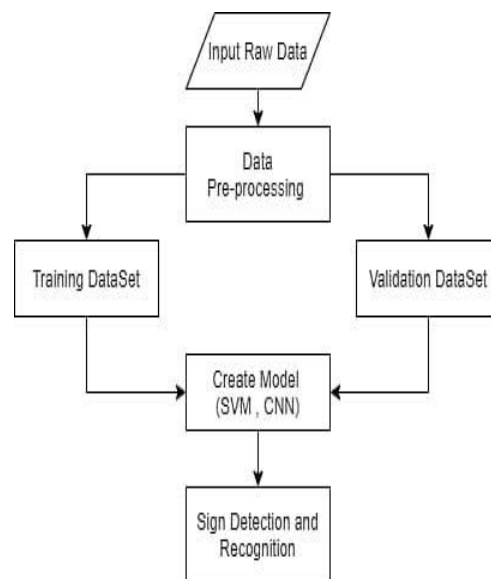 Input Raw Data
Data
Pre-processing
Training DataSet
Validation DataSet
Create Model
(SVM , CNN)
Sign Detection and
Recognition